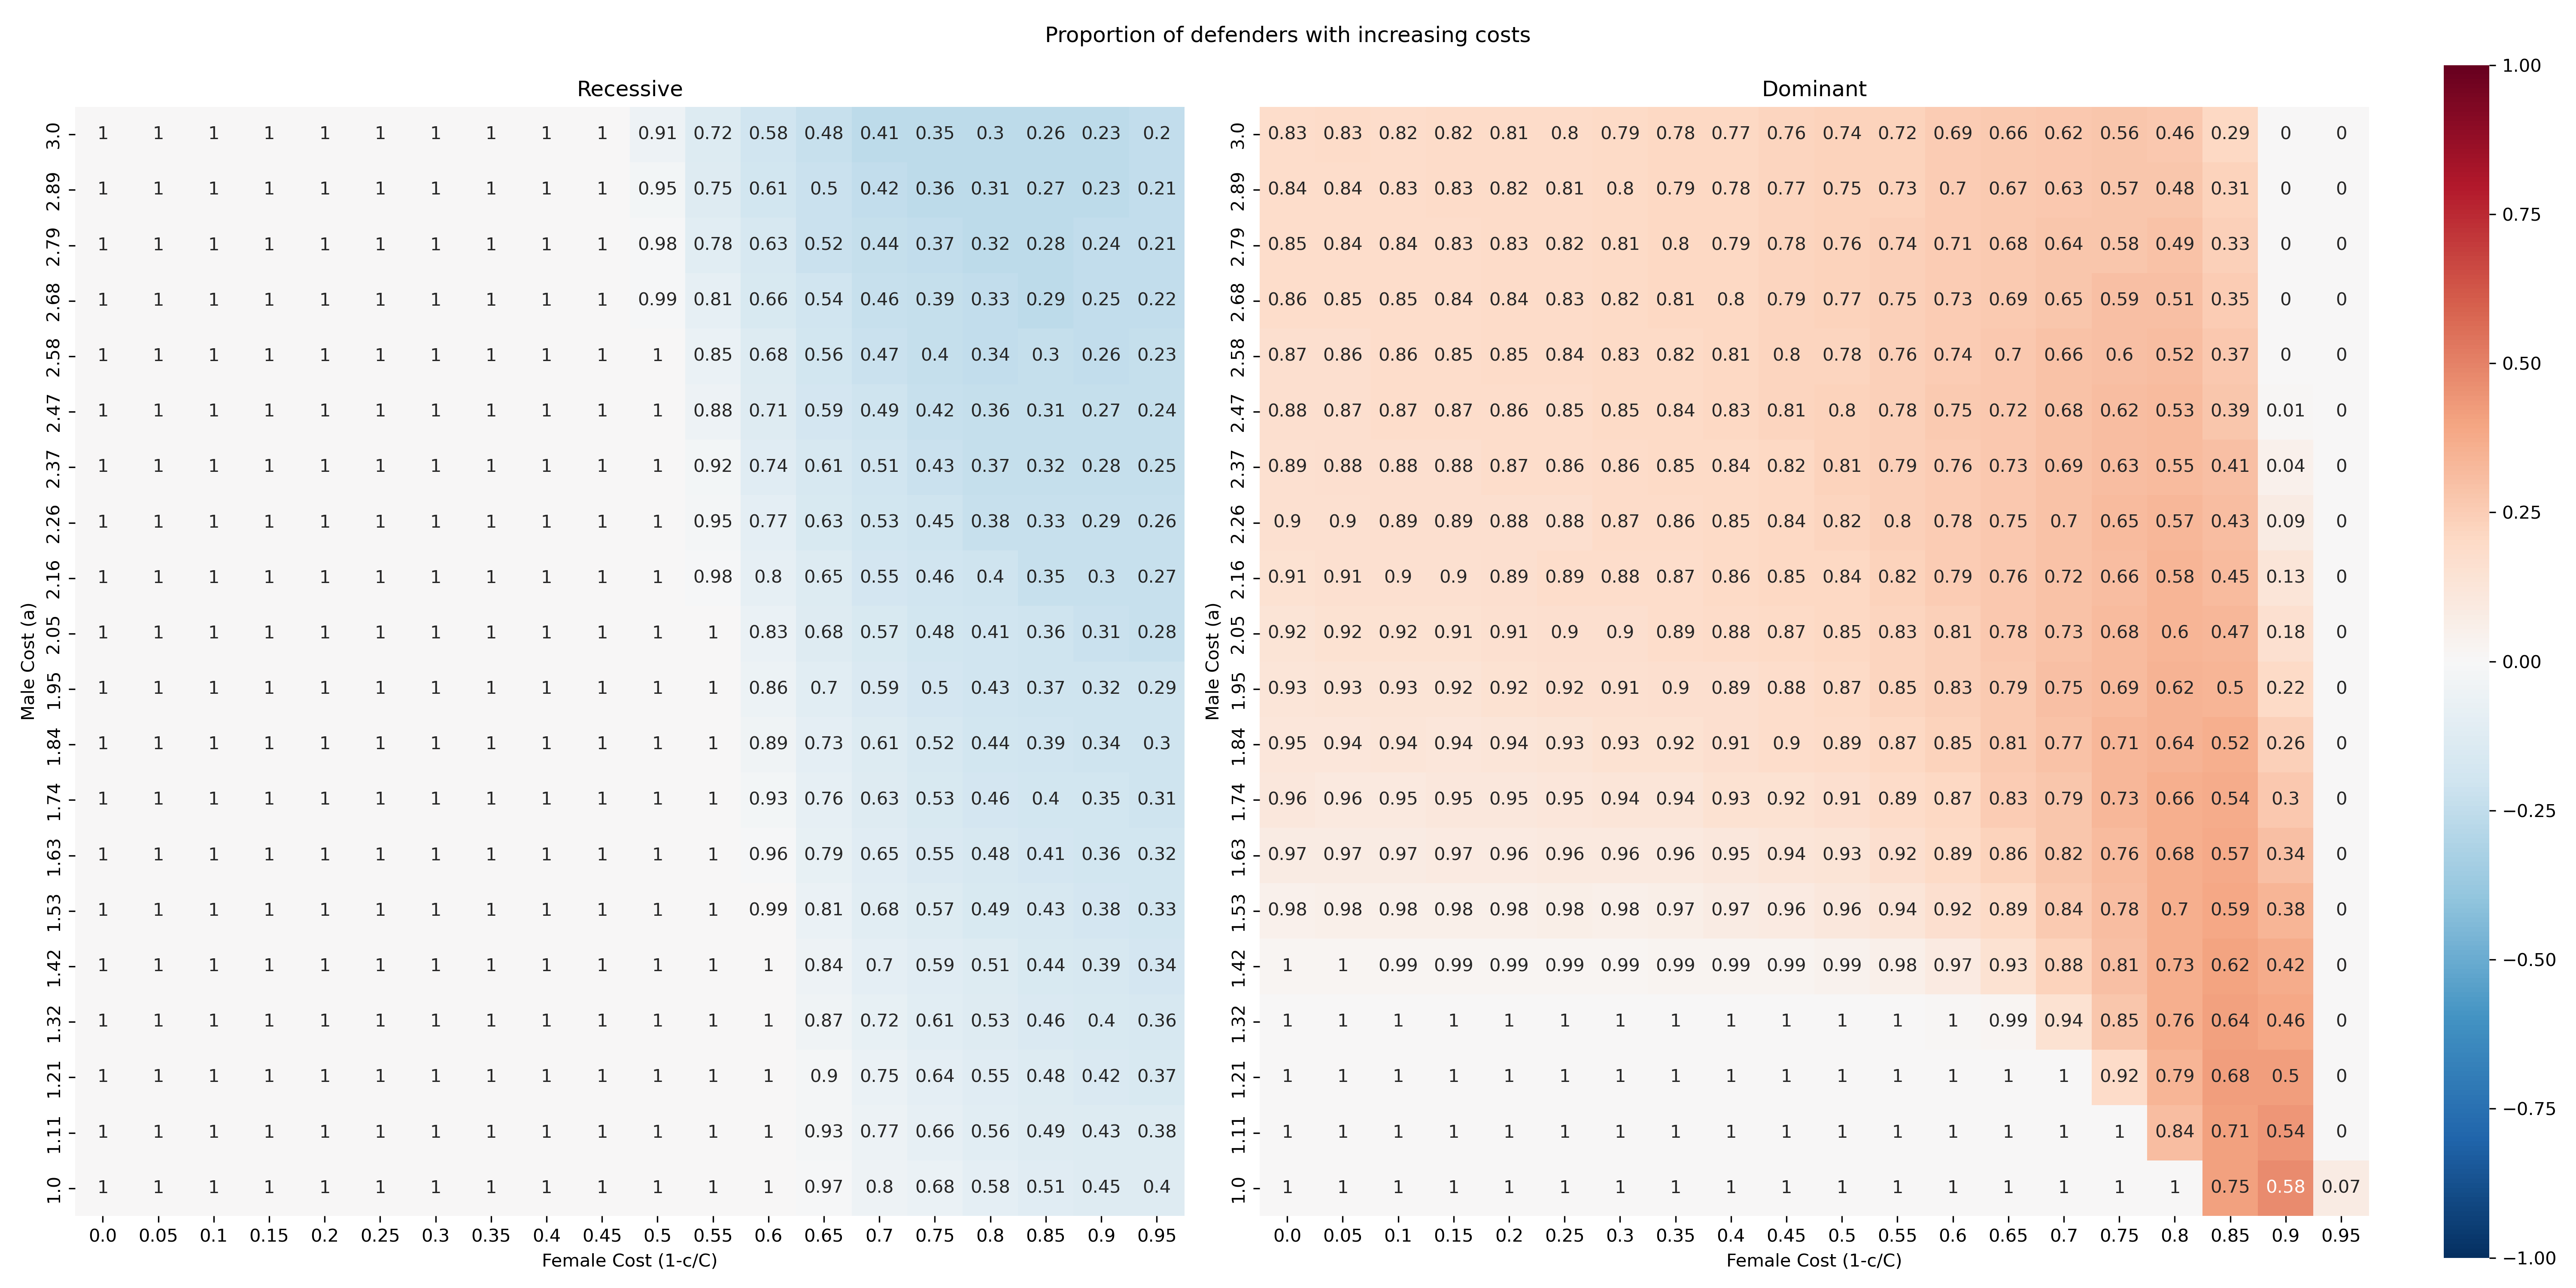 Proportion of defenders with increasing costs
Recessive
Dominant
3.0 1 1 1 1 1 1 1 1 1 1 0.91 0.72 0.58 0.48 0.41 0.35 0.3 0.26 0.23 0.2
2.89 1 1 1 1 1 1 1 1 1 1 0.95 0.75 0.61 0.5 0.42 0.36 0.31 0.27 0.23 0.21
2.79 1 1 1 1 1 1 1 1 1 1 0.98 0.78 0.63 0.52 0.44 0.37 0.32 0.28 0.24 0.21
2.68 1 1 1 1 1 1 1 1 1 1 0.99 0.81 0.66 0.54 0.46 0.39 0.33 0.29 0.25 0.22
2.58 1 1 1 1 1 1 1 1 1 1 1 0.85 0.68 0.56 0.47 0.4 0.34 0.3 0.26 0.23
2.47 1 1 1 1 1 1 1 1 1 1 1 0.88 0.71 0.59 0.49 0.42 0.36 0.31 0.27 0.24
2.37 1 1 1 1 1 1 1 1 1 1 1 0.92 0.74 0.61 0.51 0.43 0.37 0.32 0.28 0.25
2.26 1 1 1 1 1 1 1 1 1 1 1 0.95 0.77 0.63 0.53 0.45 0.38 0.33 0.29 0.26
2.16 1 1 1 1 1 1 1 1 1 1 1 0.98 0.8 0.65 0.55 0.46 0.4 0.35 0.3 0.27
2.05 1 1 1 1 1 1 1 1 1 1 1 1 0.83 0.68 0.57 0.48 0.41 0.36 0.31 0.28
1.95 1 1 1 1 1 1 1 1 1 1 1 1 0.86 0.7 0.59 0.5 0.43 0.37 0.32 0.29
1.84 1 1 1 1 1 1 1 1 1 1 1 1 0.89 0.73 0.61 0.52 0.44 0.39 0.34 0.3
1.74 1 1 1 1 1 1 1 1 1 1 1 1 0.93 0.76 0.63 0.53 0.46 0.4 0.35 0.31
1.63 1 1 1 1 1 1 1 1 1 1 1 1 0.96 0.79 0.65 0.55 0.48 0.41 0.36 0.32
1.53 1 1 1 1 1 1 1 1 1 1 1 1 0.99 0.81 0.68 0.57 0.49 0.43 0.38 0.33
1.42 1 1 1 1 1 1 1 1 1 1 1 1 1 0.84 0.7 0.59 0.51 0.44 0.39 0.34
1.32 1 1 1 1 1 1 1 1 1 1 1 1 1 0.87 0.72 0.61 0.53 0.46 0.4 0.36
1.21 1 1 1 1 1 1 1 1 1 1 1 1 1 0.9 0.75 0.64 0.55 0.48 0.42 0.37
1.11 1 1 1 1 1 1 1 1 1 1 1 1 1 0.93 0.77 0.66 0.56 0.49 0.43 0.38
1.0 1 1 1 1 1 1 1 1 1 1 1 1 1 0.97 0.8 0.68 0.58 0.51 0.45 0.4
0.0 0.05 0.1 0.15 0.2 0.25 0.3 0.35 0.4 0.45 0.5 0.55 0.6 0.65 0.7 0.75 0.8 0.85 0.9 0.95
Male Cost (a)
Female Cost (1-c/C)
3.0 0.83 0.83 0.82 0.82 0.81 0.8 0.79 0.78 0.77 0.76 0.74 0.72 0.69 0.66 0.62 0.56 0.46 0.29 0 0
2.89 0.84 0.84 0.83 0.83 0.82 0.81 0.8 0.79 0.78 0.77 0.75 0.73 0.7 0.67 0.63 0.57 0.48 0.31 0 0
2.79 0.85 0.84 0.84 0.83 0.83 0.82 0.81 0.8 0.79 0.78 0.76 0.74 0.71 0.68 0.64 0.58 0.49 0.33 0 0
2.68 0.86 0.85 0.85 0.84 0.84 0.83 0.82 0.81 0.8 0.79 0.77 0.75 0.73 0.69 0.65 0.59 0.51 0.35 0 0
2.58 0.87 0.86 0.86 0.85 0.85 0.84 0.83 0.82 0.81 0.8 0.78 0.76 0.74 0.7 0.66 0.6 0.52 0.37 0 0
2.47 0.88 0.87 0.87 0.87 0.86 0.85 0.85 0.84 0.83 0.81 0.8 0.78 0.75 0.72 0.68 0.62 0.53 0.39 0.01 0
2.37 0.89 0.88 0.88 0.88 0.87 0.86 0.86 0.85 0.84 0.82 0.81 0.79 0.76 0.73 0.69 0.63 0.55 0.41 0.04 0
2.26 0.9 0.9 0.89 0.89 0.88 0.88 0.87 0.86 0.85 0.84 0.82 0.8 0.78 0.75 0.7 0.65 0.57 0.43 0.09 0
2.16 0.91 0.91 0.9 0.9 0.89 0.89 0.88 0.87 0.86 0.85 0.84 0.82 0.79 0.76 0.72 0.66 0.58 0.45 0.13 0
2.05 0.92 0.92 0.92 0.91 0.91 0.9 0.9 0.89 0.88 0.87 0.85 0.83 0.81 0.78 0.73 0.68 0.6 0.47 0.18 0
1.95 0.93 0.93 0.93 0.92 0.92 0.92 0.91 0.9 0.89 0.88 0.87 0.85 0.83 0.79 0.75 0.69 0.62 0.5 0.22 0
1.84 0.95 0.94 0.94 0.94 0.94 0.93 0.93 0.92 0.91 0.9 0.89 0.87 0.85 0.81 0.77 0.71 0.64 0.52 0.26 0
1.74 0.96 0.96 0.95 0.95 0.95 0.95 0.94 0.94 0.93 0.92 0.91 0.89 0.87 0.83 0.79 0.73 0.66 0.54 0.3 0
1.63 0.97 0.97 0.97 0.97 0.96 0.96 0.96 0.96 0.95 0.94 0.93 0.92 0.89 0.86 0.82 0.76 0.68 0.57 0.34 0
1.53 0.98 0.98 0.98 0.98 0.98 0.98 0.98 0.97 0.97 0.96 0.96 0.94 0.92 0.89 0.84 0.78 0.7 0.59 0.38 0
1.42 1 1 0.99 0.99 0.99 0.99 0.99 0.99 0.99 0.99 0.99 0.98 0.97 0.93 0.88 0.81 0.73 0.62 0.42 0
1.32 1 1 1 1 1 1 1 1 1 1 1 1 1 0.99 0.94 0.85 0.76 0.64 0.46 0
1.21 1 1 1 1 1 1 1 1 1 1 1 1 1 1 1 0.92 0.79 0.68 0.5 0
1.11 1 1 1 1 1 1 1 1 1 1 1 1 1 1 1 1 0.84 0.71 0.54 0
1.0 1 1 1 1 1 1 1 1 1 1 1 1 1 1 1 1 1 0.75 0.58 0.07
0.0 0.05 0.1 0.15 0.2 0.25 0.3 0.35 0.4 0.45 0.5 0.55 0.6 0.65 0.7 0.75 0.8 0.85 0.9 0.95
Male Cost (a)
Female Cost (1-c/C)
1.00
0.75
0.50
0.25
0.00
−0.25
−0.50
−0.75
−1.00